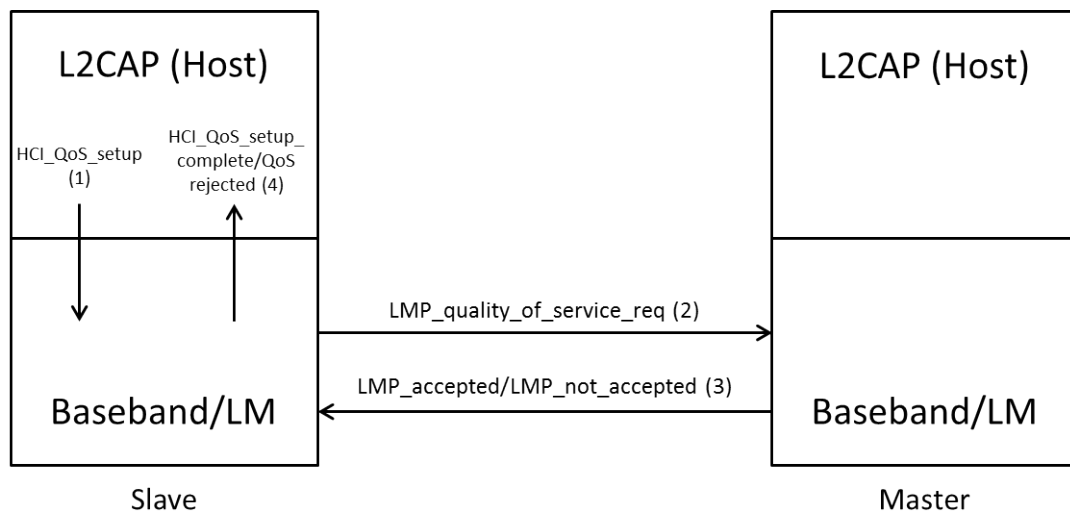 L2CAP (Host)
L2CAP (Host)
HCI_QoS_setup
(1)
HCI_QoS_setup_
complete/QoS
rejected (4)
LMP_quality_of_service_req (2)
LMP_accepted/LMP_not_accepted (3)
Baseband/LM
Baseband/LM
Slave
Master